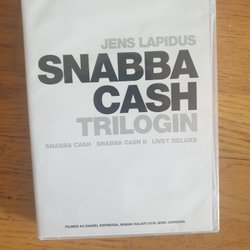 JENS LAPIDUS
SNABBA
CASH
TRILOGIN
SNABBA CASH SNABBA CASH II LIVET DELUXE
FILMER AV DANIÉL ESPINOSA, BABAK NAJAFI OCH JENS JONSSON